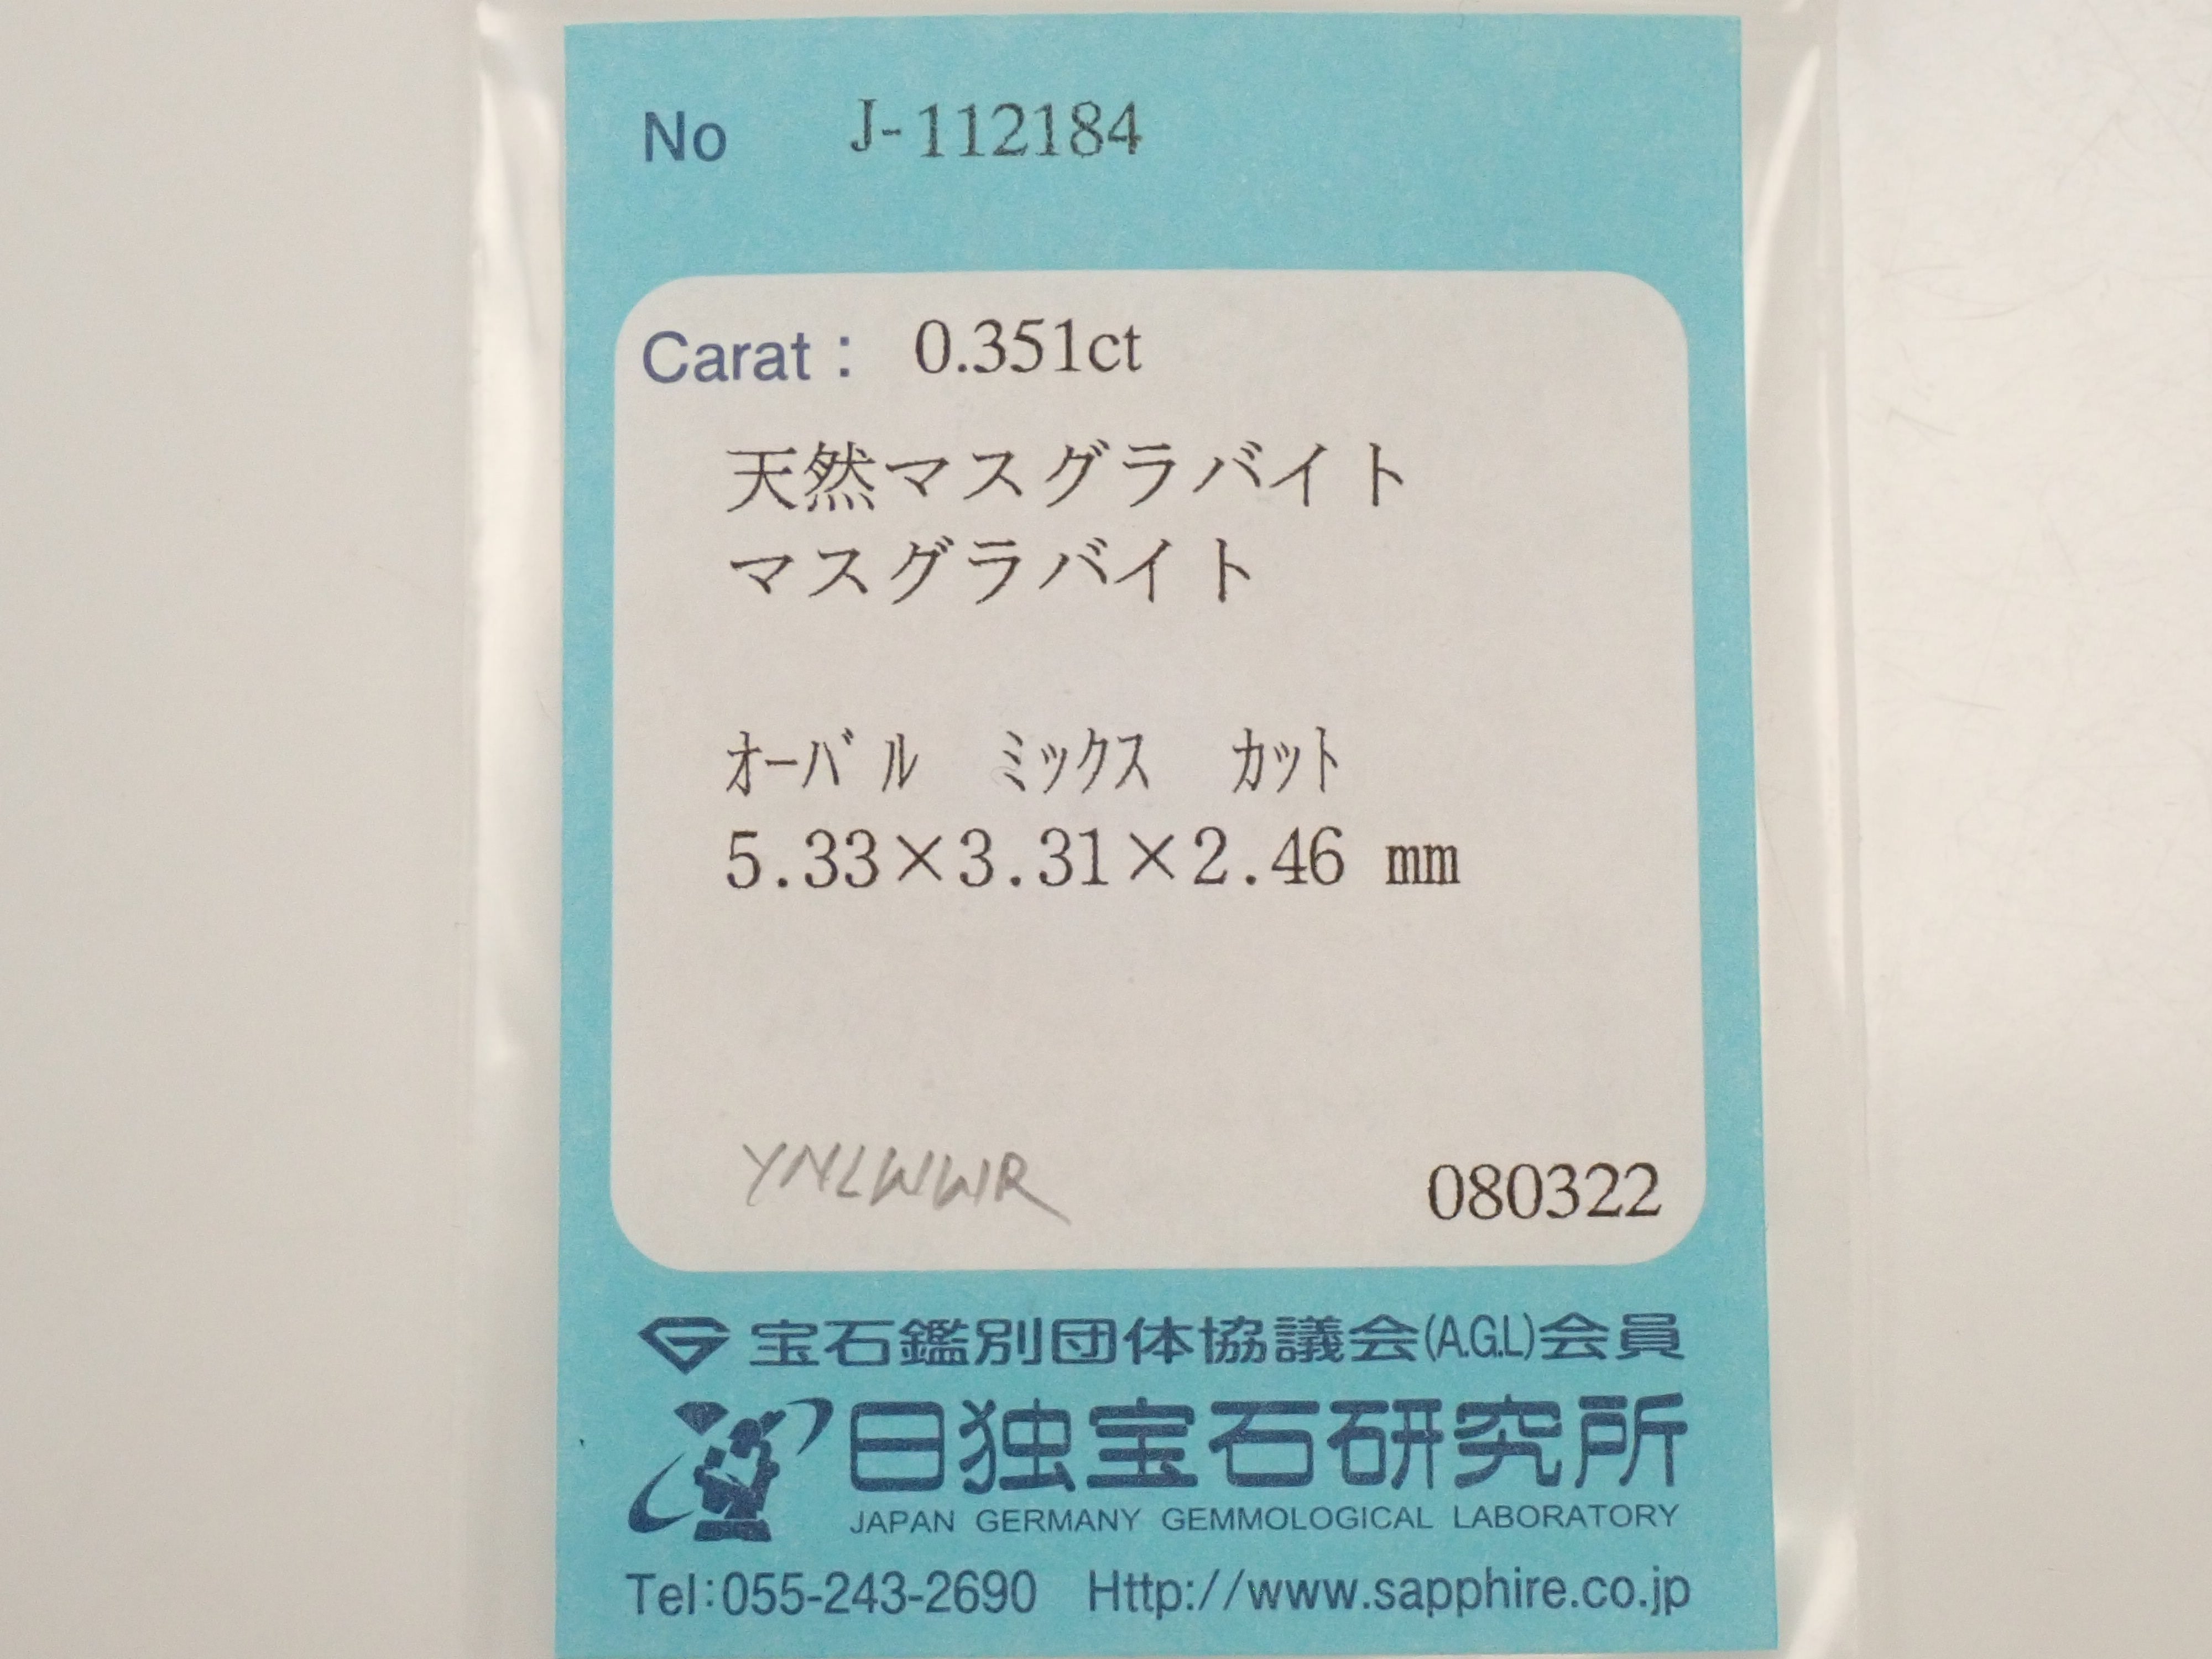 No J-112184
Carat : 0.351ct
天然マスグラバイト
マスグラバイト
ｵｰﾊﾞﾙ ﾐｯｸｽ ｶｯﾄ
5.33×3.31×2.46 mm
YNLWWR
080322
宝石鑑別団体協議会(A.G.L)会員
日独宝石研究所
JAPAN GERMANY GEMMOLOGICAL LABORATORY
Tel:055-243-2690 Http://www.sapphire.co.jp